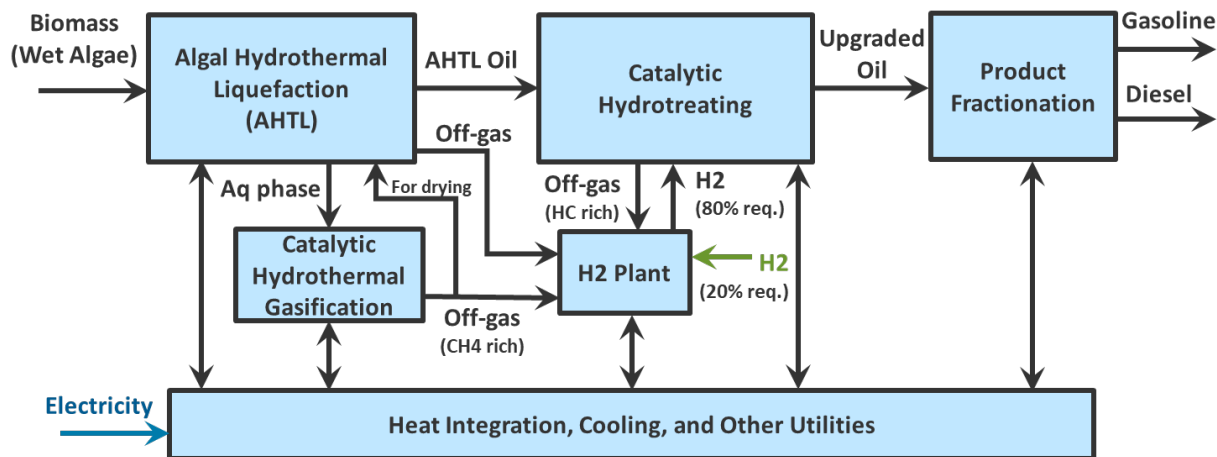 Biomass
(Wet Algae)
Algal Hydrothermal
Liquefaction
(AHTL)
AHTL Oil
Catalytic
Hydrotreating
Upgraded
Oil
Product
Fractionation
Gasoline
Diesel
Off-gas
Aq phase
For drying
Off-gas
(HC rich)
H2
(80% req.)
Catalytic
Hydrothermal
Gasification
H2 Plant
H2
(20% req.)
Off-gas
(CH4 rich)
Electricity
Heat Integration, Cooling, and Other Utilities